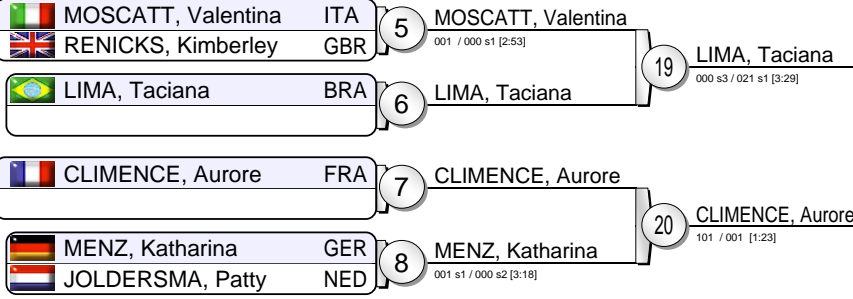 MOSCATT, Valentina ITA
RENICKS, Kimberley GBR
5
MOSCATT, Valentina
001 / 000 s1 [2:53]
LIMA, Taciana BRA
6
LIMA, Taciana
19
LIMA, Taciana
000 s3 / 021 s1 [3:29]
CLIMENCE, Aurore FRA
7
CLIMENCE, Aurore
MENZ, Katharina GER
JOLDERSMA, Patty NED
8
MENZ, Katharina
001 s1 / 000 s2 [3:18]
20
CLIMENCE, Aurore
101 / 001 [1:23]